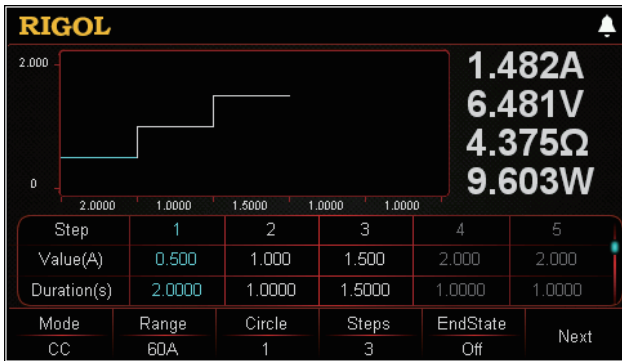 RIGOL
2.000
0
2.0000 1.0000 1.5000 1.0000 1.0000
1.482A
6.481V
4.375Ω
9.603W
Step 1 2 3 4 5
Value(A) 0.500 1.000 1.500 2.000 2.000
Duration(s) 2.0000 1.0000 1.5000 1.0000 1.0000
Mode Range Circle Steps EndState Next
CC 60A 1 3 Off